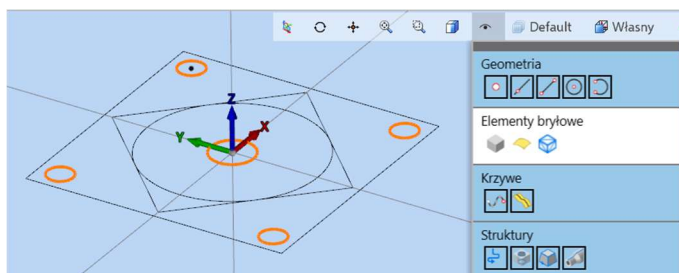 Default Własny
Geometria
Z
X
Y
Elementy bryłowe
Krzywe
Struktury